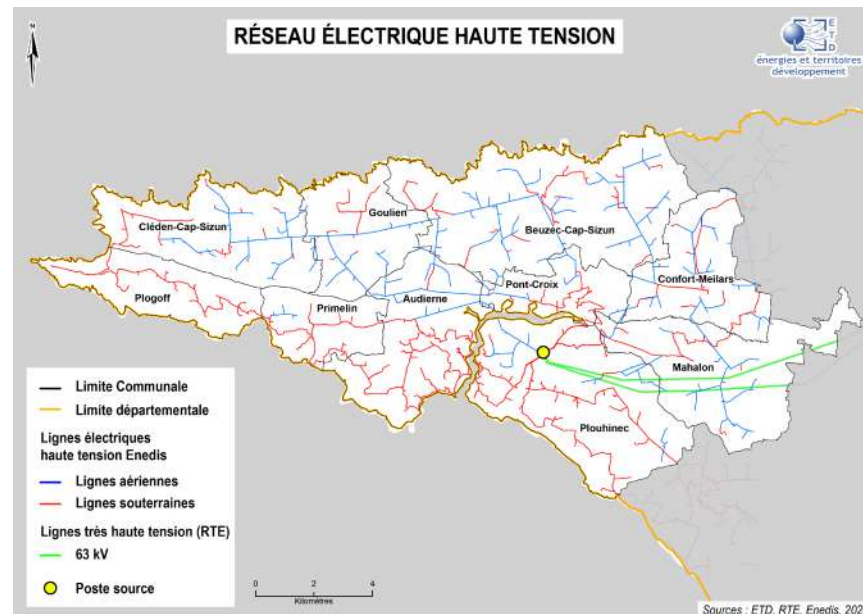 RÉSEAU ÉLECTRIQUE HAUTE TENSION
N
E
T
D
énergies et territoires
développement
Goulien
Cléden-Cap-Sizun
Beuzec-Cap-Sizun
Confort-Meilars
Pont-Croix
Plogoff
Audierne
Primelin
Mahalon
Plouhinec
Limite Communale
Limite départementale
Lignes électriques
haute tension Enedis
Lignes aériennes
Lignes souterraines
Lignes très haute tension (RTE)
63 kV
Poste source
0 2 4
Kilomètres
Sources : ETD, RTE, Enedis, 202